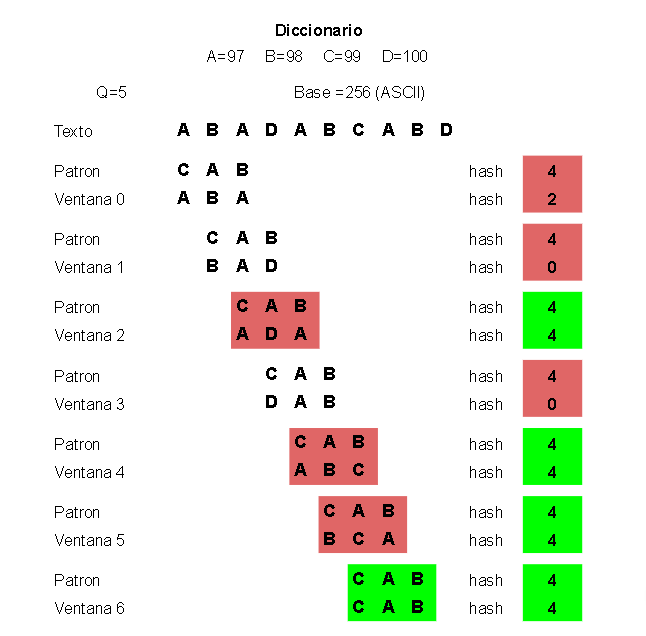 Diccionario
A=97 B=98 C=99 D=100
Q=5 Base =256 (ASCII)
Texto A B A D A B C A B D
Patron C A B hash 4
Ventana 0 A B A hash 2
Patron C A B hash 4
Ventana 1 B A D hash 0
Patron C A B hash 4
Ventana 2 A D A hash 4
Patron C A B hash 4
Ventana 3 D A B hash 0
Patron C A B hash 4
Ventana 4 A B C hash 4
Patron C A B hash 4
Ventana 5 B C A hash 4
Patron C A B hash 4
Ventana 6 C A B hash 4